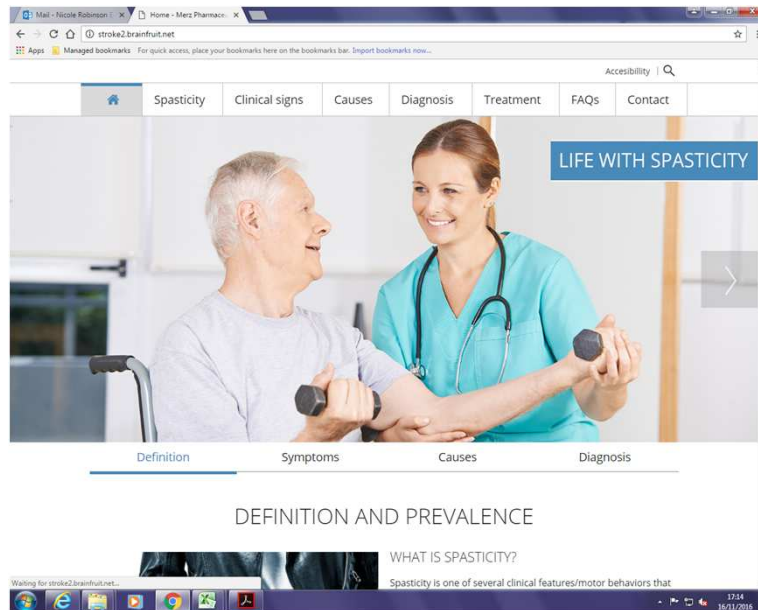 Mail - Nicole Robinson
Home - Merz Pharmace
stroke2.brainfruit.net
Apps Managed bookmarks For quick access, place your bookmarks here on the bookmarks bar. Import bookmarks now...
Accesibillity |
Spasticity Clinical signs Causes Diagnosis Treatment FAQs Contact
LIFE WITH SPASTICITY
Definition Symptoms Causes Diagnosis
DEFINITION AND PREVALENCE
WHAT IS SPASTICITY?
Spasticity is one of several clinical features/motor behaviors that
Waiting for stroke2.brainfruit.net...
17:14
16/11/2016